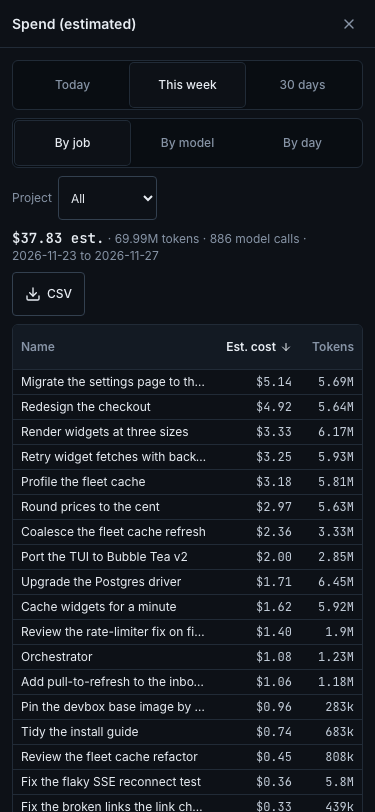 Spend (estimated)
Today This week 30 days
By job By model By day
Project All
$37.83 est. · 69.99M tokens · 886 model calls ·
2026-11-23 to 2026-11-27
CSV
Name Est. cost ↓ Tokens
Migrate the settings page to th... $5.14 5.69M
Redesign the checkout $4.92 5.64M
Render widgets at three sizes $3.33 6.17M
Retry widget fetches with back... $3.25 5.93M
Profile the fleet cache $3.18 5.81M
Round prices to the cent $2.97 5.63M
Coalesce the fleet cache refresh $2.36 3.33M
Port the TUI to Bubble Tea v2 $2.00 2.85M
Upgrade the Postgres driver $1.71 6.45M
Cache widgets for a minute $1.62 5.92M
Review the rate-limiter fix on fi... $1.40 1.9M
Orchestrator $1.08 1.23M
Add pull-to-refresh to the inbo... $1.06 1.18M
Pin the devbox base image by ... $0.96 283k
Tidy the install guide $0.74 683k
Review the fleet cache refactor $0.45 808k
Fix the flaky SSE reconnect test $0.36 5.8M
Fix the broken links the link ch... $0.33 439k